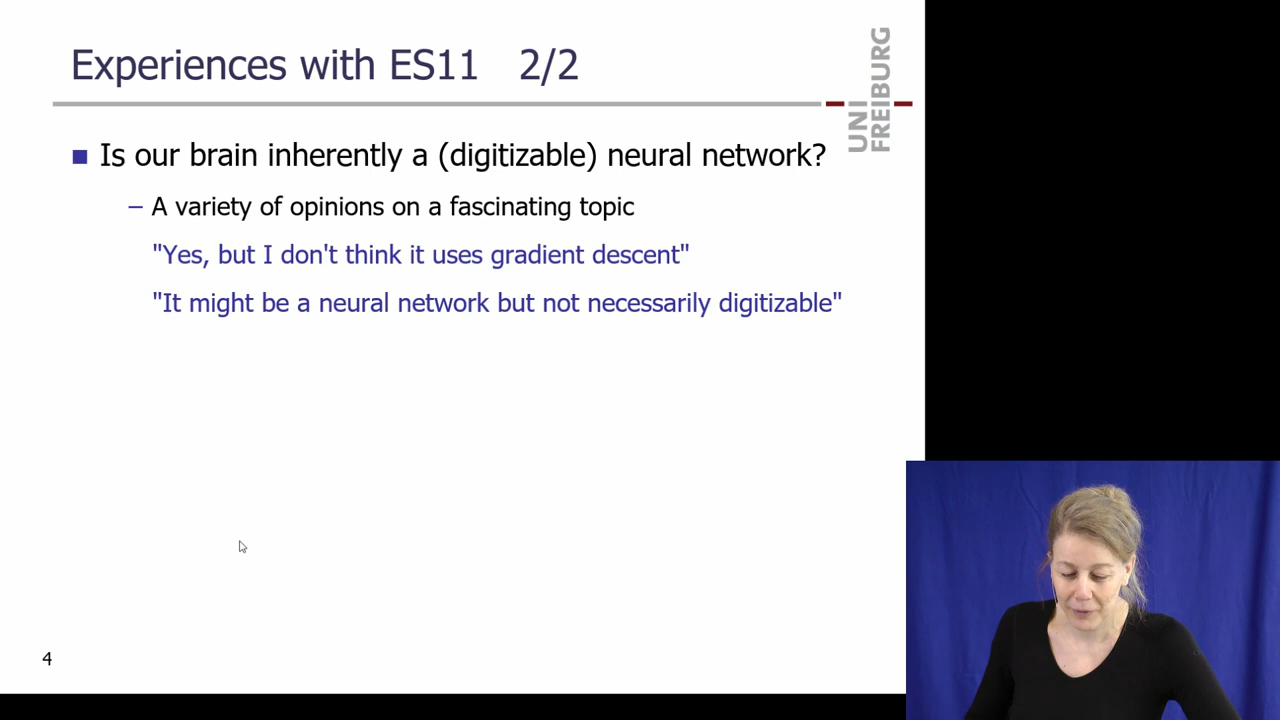 Experiences with ES11 2/2
UNI
FREIBURG
Is our brain inherently a (digitizable) neural network?
– A variety of opinions on a fascinating topic
"Yes, but I don't think it uses gradient descent"
"It might be a neural network but not necessarily digitizable"
4